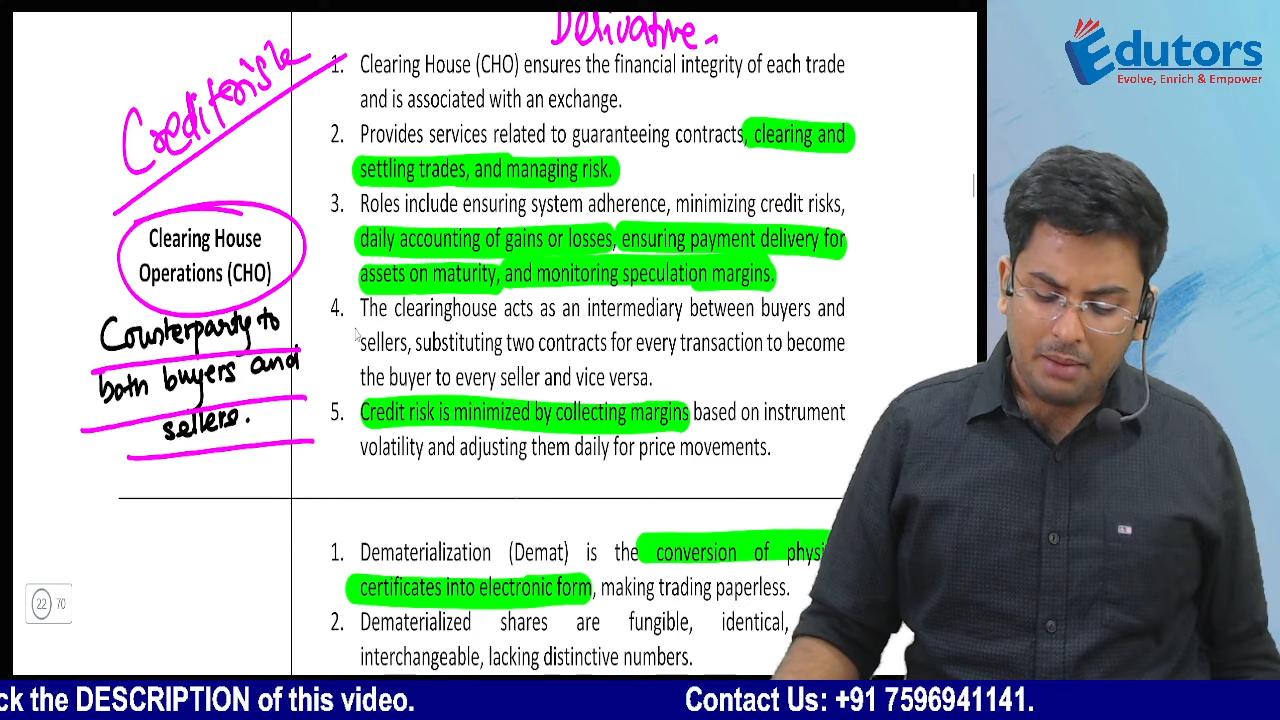 Derivative.
Credit risk
Edutors
Evolve, Enrich & Empower
1. Clearing House (CHO) ensures the financial integrity of each trade
and is associated with an exchange.
2. Provides services related to guaranteeing contracts, clearing and
settling trades, and managing risk.
3. Roles include ensuring system adherence, minimizing credit risks,
daily accounting of gains or losses, ensuring payment delivery for
assets on maturity, and monitoring speculation margins.
4. The clearinghouse acts as an intermediary between buyers and
sellers, substituting two contracts for every transaction to become
the buyer to every seller and vice versa.
5. Credit risk is minimized by collecting margins based on instrument
volatility and adjusting them daily for price movements.
Clearing House
Operations (CHO)
Counterparty to
both buyers and
sellers.
1. Dematerialization (Demat) is the conversion of
certificates into electronic form, making trading paperless.
2. Dematerialized shares are fungible, identical,
interchangeable, lacking distinctive numbers.
22 70
ck the DESCRIPTION of this video. Contact Us: +91 7596941141.